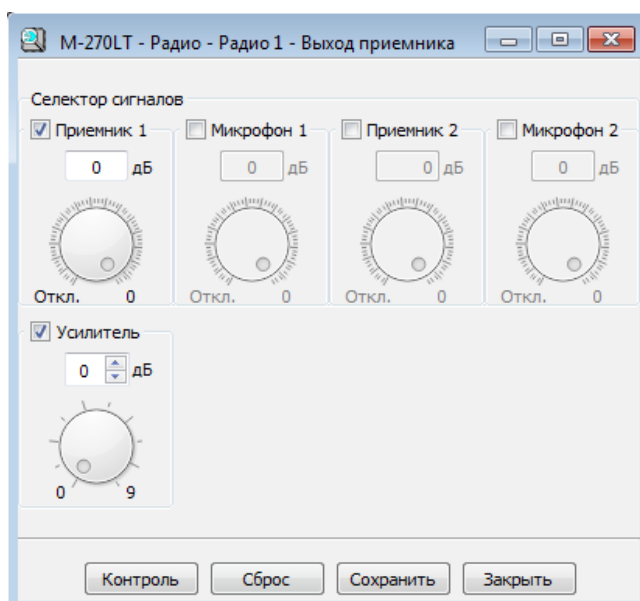 M-270LT - Радио - Радио 1 - Выход приемника
Селектор сигналов
Приемник 1 Микрофон 1 Приемник 2 Микрофон 2
0 дБ 0 дБ 0 дБ 0 дБ
Откл. 0 Откл. 0 Откл. 0 Откл. 0
Усилитель
0 дБ
0 9
Контроль Сброс Сохранить Закрыть